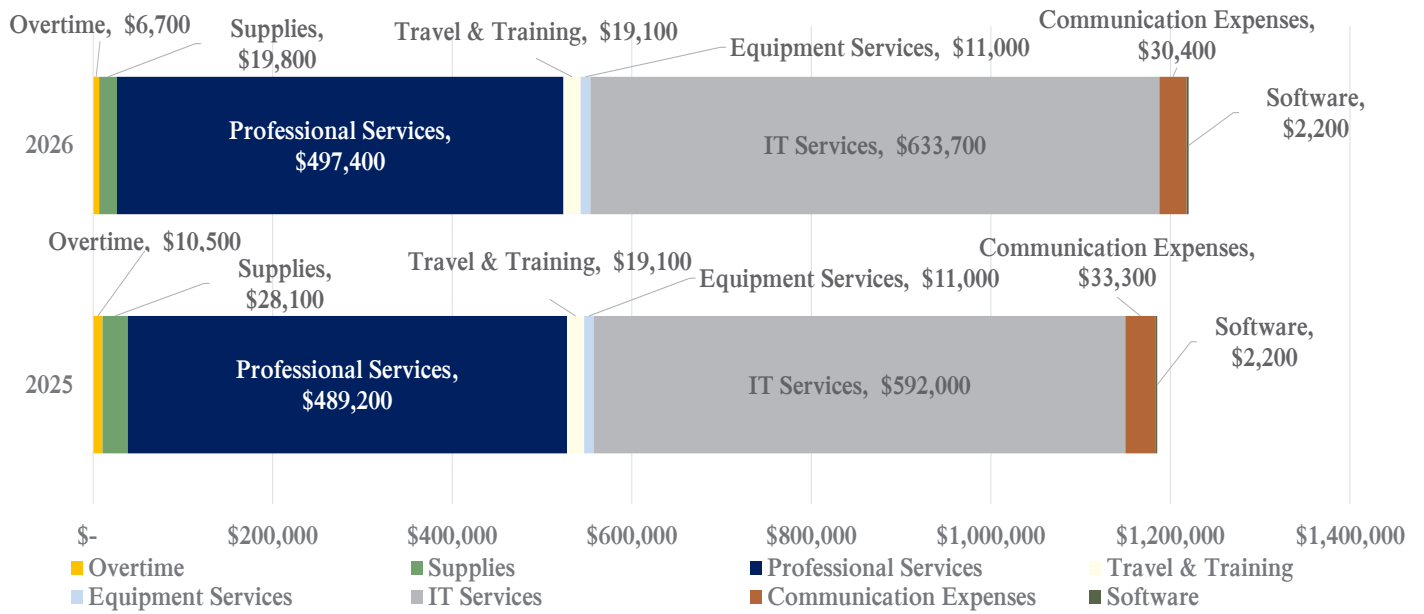 Overtime, $6,700
Supplies,
$19,800
Travel & Training, $19,100
Equipment Services, $11,000
Communication Expenses,
$30,400
Software,
$2,200
2026
Professional Services,
$497,400
IT Services, $633,700
Overtime, $10,500
Supplies,
$28,100
Travel & Training, $19,100
Equipment Services, $11,000
Communication Expenses,
$33,300
Software,
$2,200
2025
Professional Services,
$489,200
IT Services, $592,000
$- $200,000 $400,000 $600,000 $800,000 $1,000,000 $1,200,000 $1,400,000
Overtime Supplies Professional Services Travel & Training
Equipment Services IT Services Communication Expenses Software